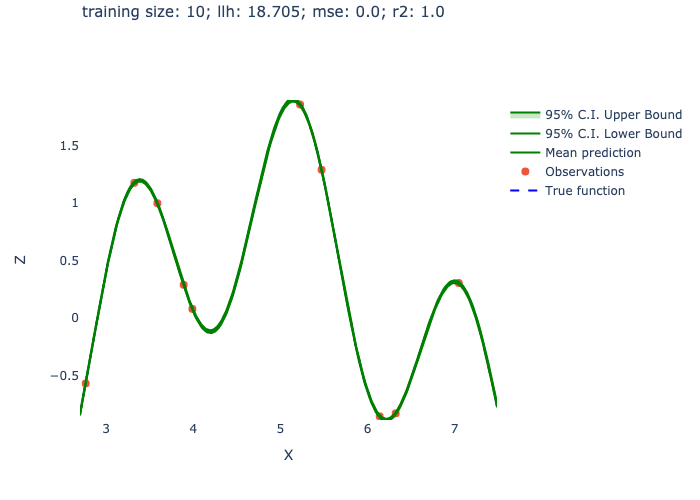 training size: 10; llh: 18.705; mse: 0.0; r2: 1.0
95% C.I. Upper Bound
95% C.I. Lower Bound
Mean prediction
Observations
True function
Z
1.5
1
0.5
0
−0.5
3 4 5 6 7
X